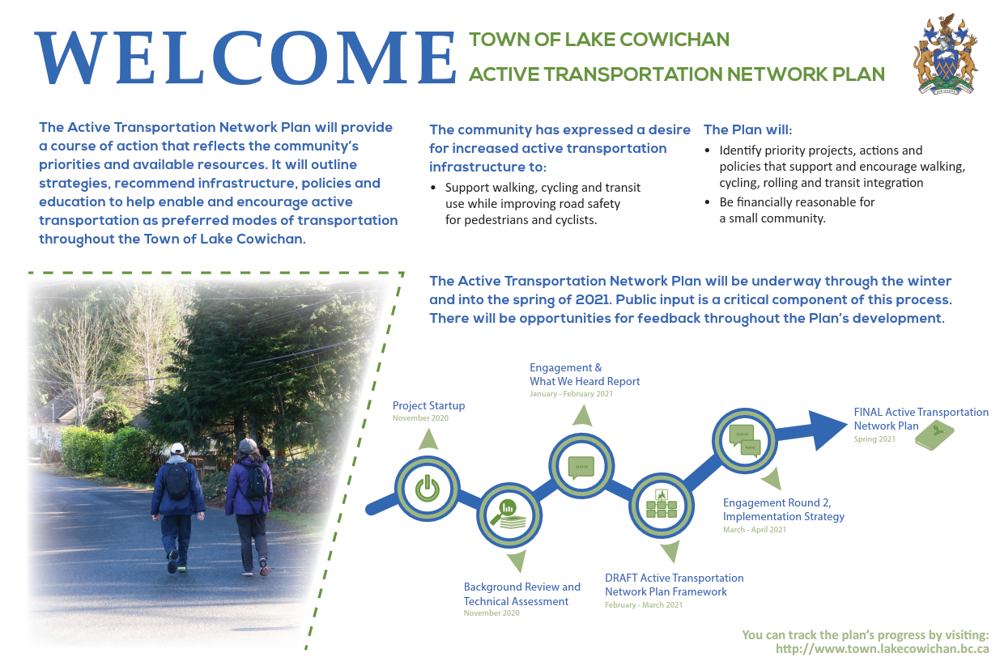 WELCOME
TOWN OF LAKE COWICHAN
ACTIVE TRANSPORTATION NETWORK PLAN
The Active Transportation Network Plan will provide
a course of action that reflects the community's
priorities and available resources. It will outline
strategies, recommend infrastructure, policies and
education to help enable and encourage active
transportation as preferred modes of transportation
throughout the Town of Lake Cowichan.
The community has expressed a desire
for increased active transportation
infrastructure to:
• Support walking, cycling and transit
use while improving road safety
for pedestrians and cyclists.
The Plan will:
• Identify priority projects, actions and
policies that support and encourage walking,
cycling, rolling and transit integration
• Be financially reasonable for
a small community.
The Active Transportation Network Plan will be underway through the winter
and into the spring of 2021. Public input is a critical component of this process.
There will be opportunities for feedback throughout the Plan's development.
Project Startup
November 2020
Background Review and
Technical Assessment
November 2020
Engagement &
What We Heard Report
January - February 2021
DRAFT Active Transportation
Network Plan Framework
February - March 2021
Engagement Round 2,
Implementation Strategy
March - April 2021
FINAL Active Transportation
Network Plan
Spring 2021
You can track the plan's progress by visiting:
http://www.town.lakecowichan.bc.ca